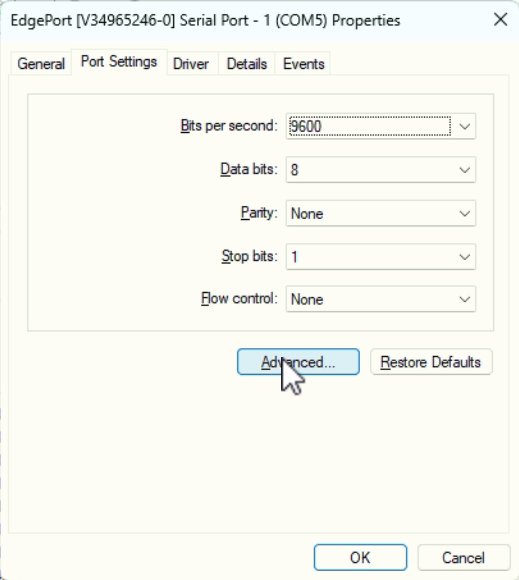 EdgePort [V34965246-0] Serial Port - 1 (COM5) Properties
General Port Settings Driver Details Events
Bits per second: 9600
Data bits: 8
Parity: None
Stop bits: 1
Flow control: None
Advanced... Restore Defaults
OK Cancel